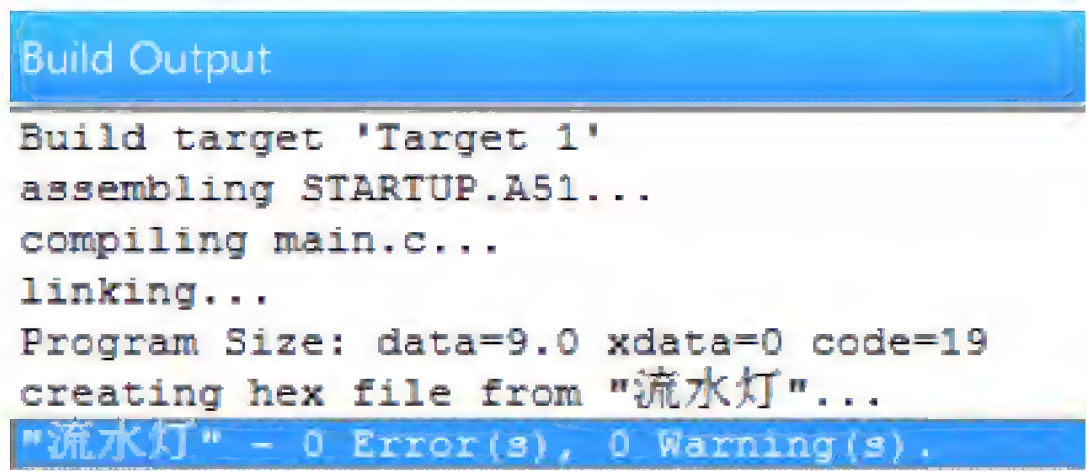 Build Output
Build target 'Target 1'
assembling STARTUP.A51...
compiling main.c...
linking...
Program Size: data=9.0 xdata=0 code=19
creating hex file from "流水灯"...
"流水灯" - 0 Error(s), 0 Warning(s).